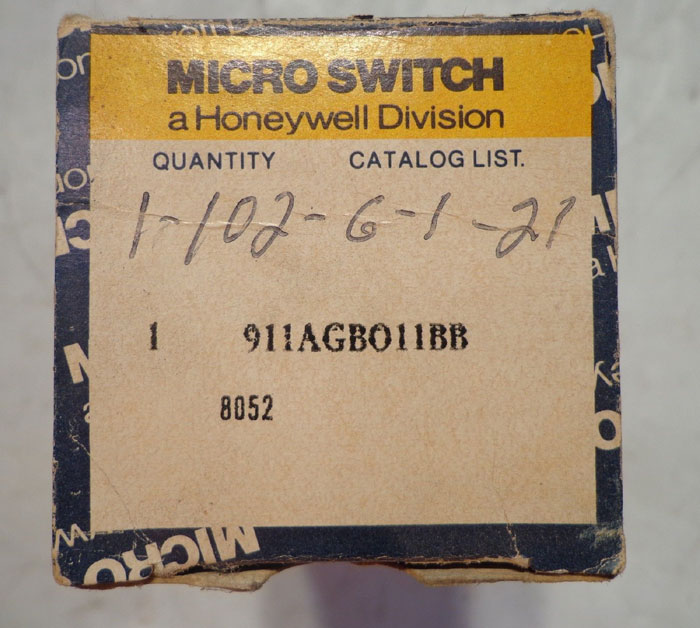 MICRO SWITCH
a Honeywell Division
QUANTITY CATALOG LIST.
1-102-6-1-21
1 911AGB011BB
8052
MICRO